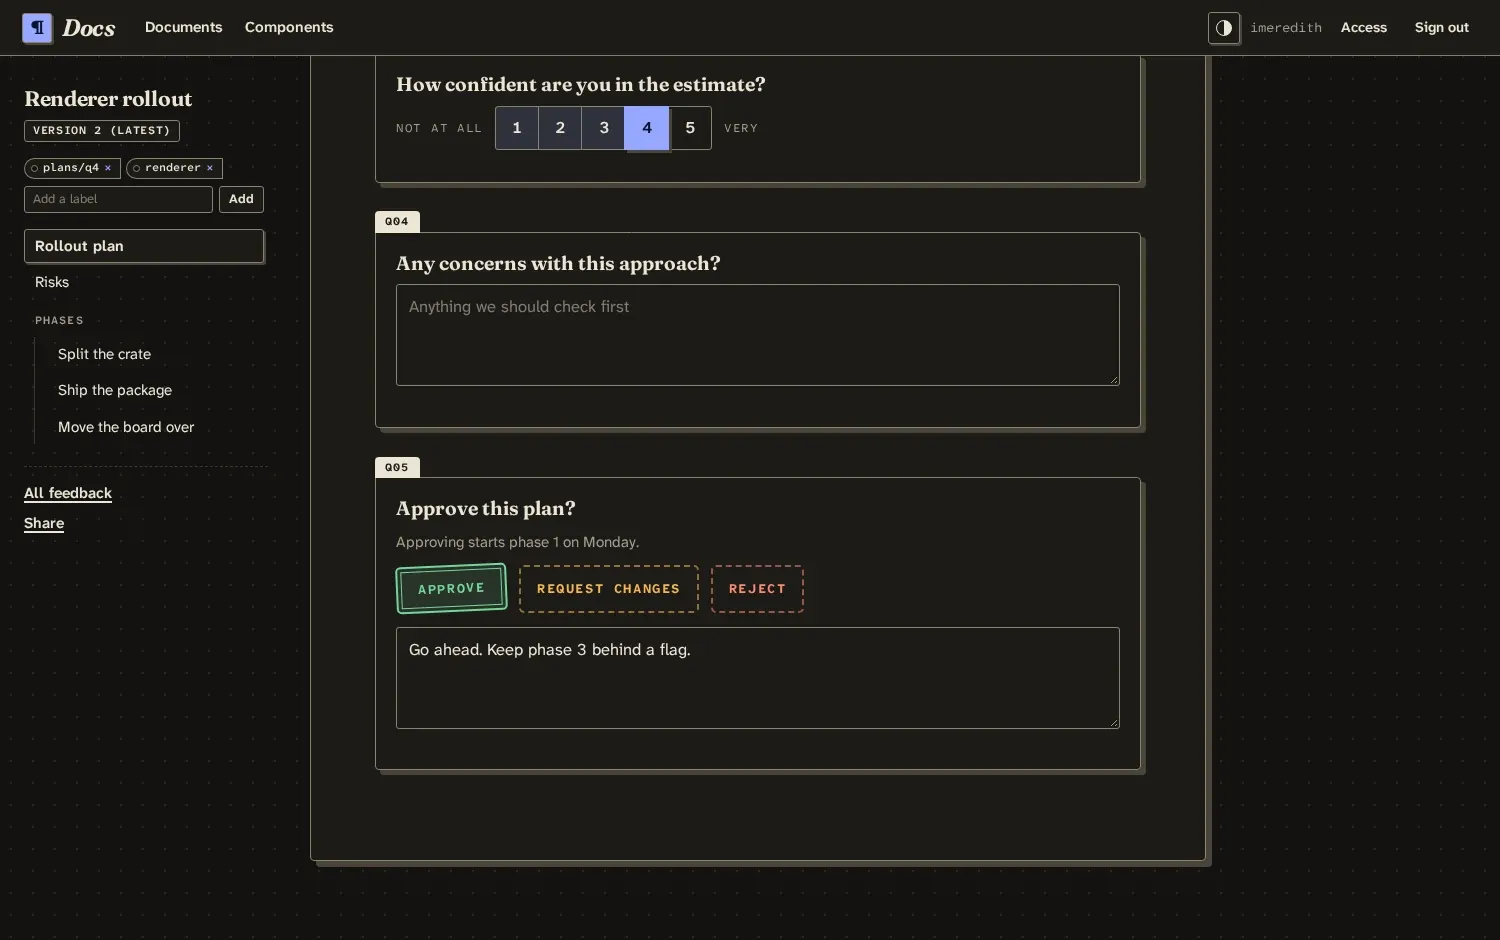 ¶ Docs Documents Components imeredith Access Sign out
Renderer rollout
VERSION 2 (LATEST)
plans/q4 × renderer ×
Add a label Add
Rollout plan
Risks
PHASES
Split the crate
Ship the package
Move the board over
All feedback
Share
How confident are you in the estimate?
NOT AT ALL 1 2 3 4 5 VERY
Q04
Any concerns with this approach?
Anything we should check first
Q05
Approve this plan?
Approving starts phase 1 on Monday.
APPROVE REQUEST CHANGES REJECT
Go ahead. Keep phase 3 behind a flag.